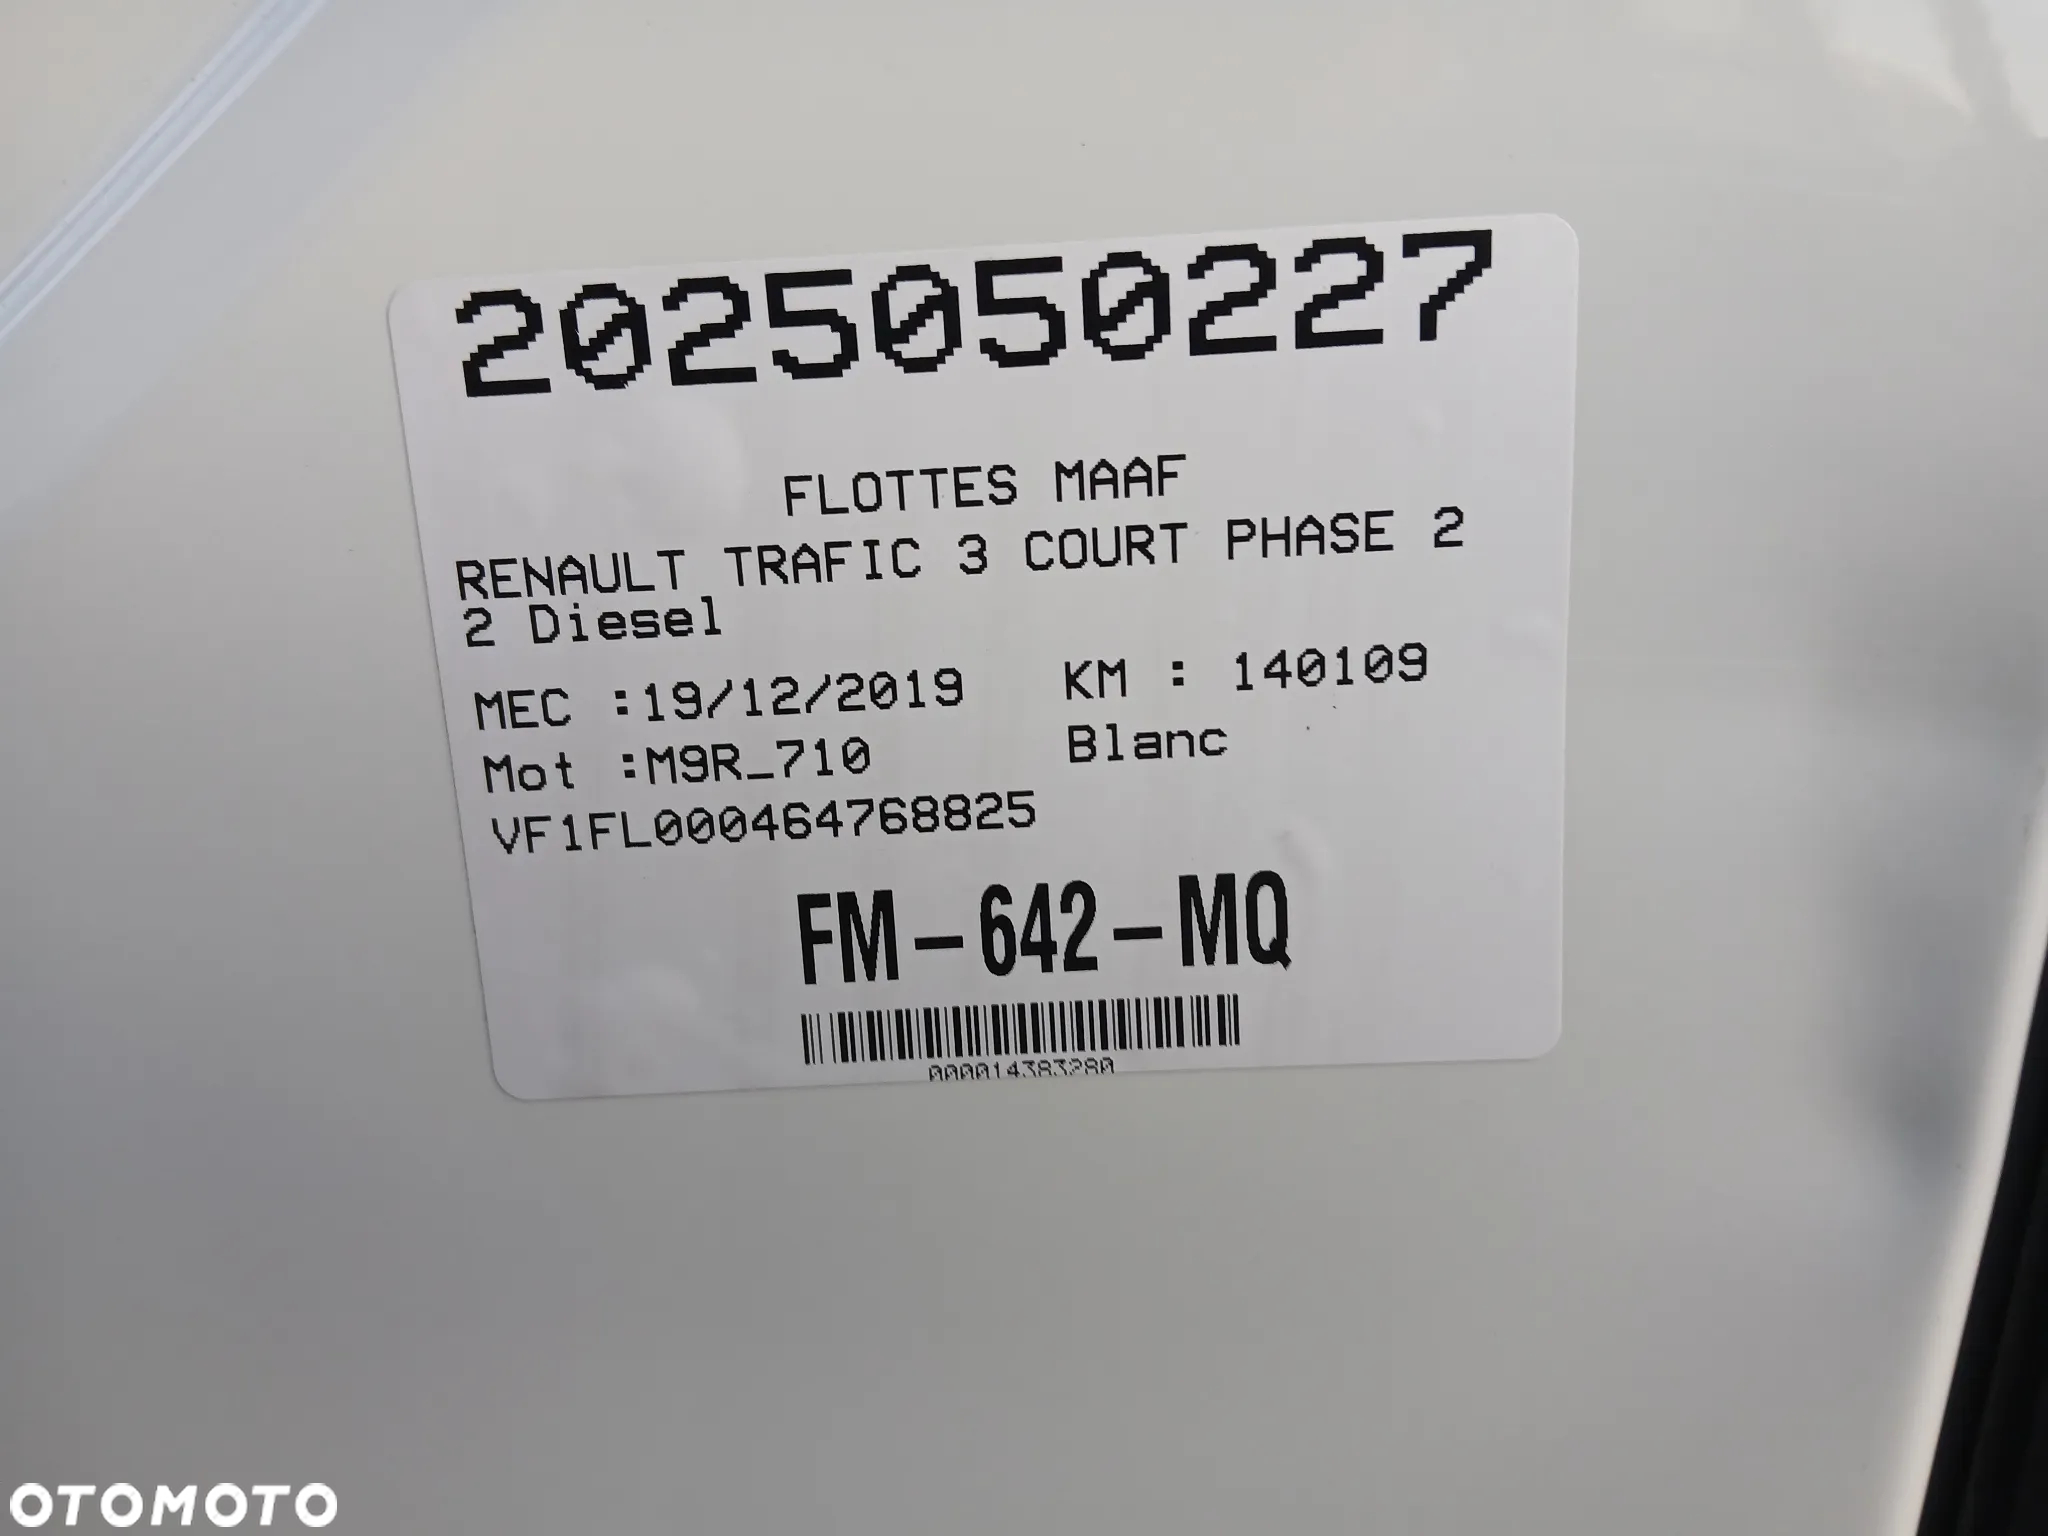 2025050227
FLOTTES MAAF
RENAULT TRAFIC 3 COURT PHASE 2
2 Diesel
MEC :19/12/2019 KM : 140109
Mot :M9R_710 Blanc
VF1FL000464768825
FM-642-MQ
000014383280
OTOMOTO